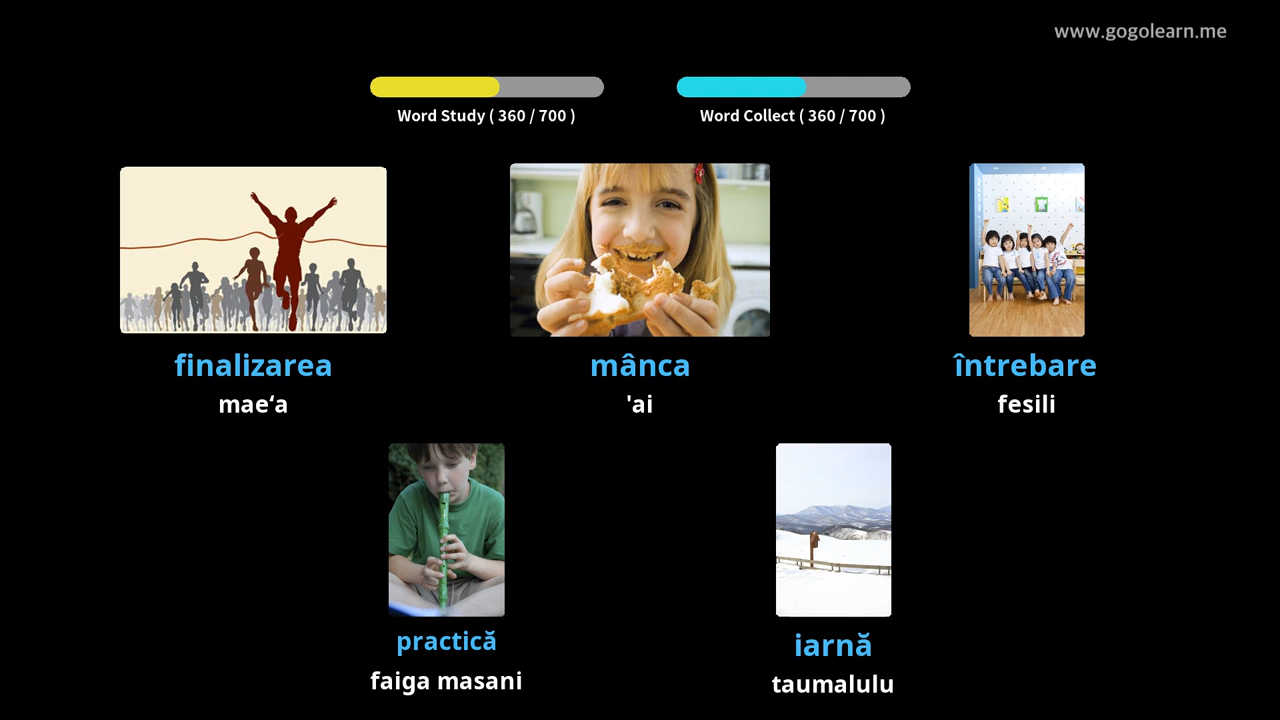 www.gogolearn.me
Word Study ( 360 / 700 )
Word Collect ( 360 / 700 )
finalizarea
mânca
întrebare
maeʻa
'ai
fesili
practică
iarnă
faiga masani
taumalulu